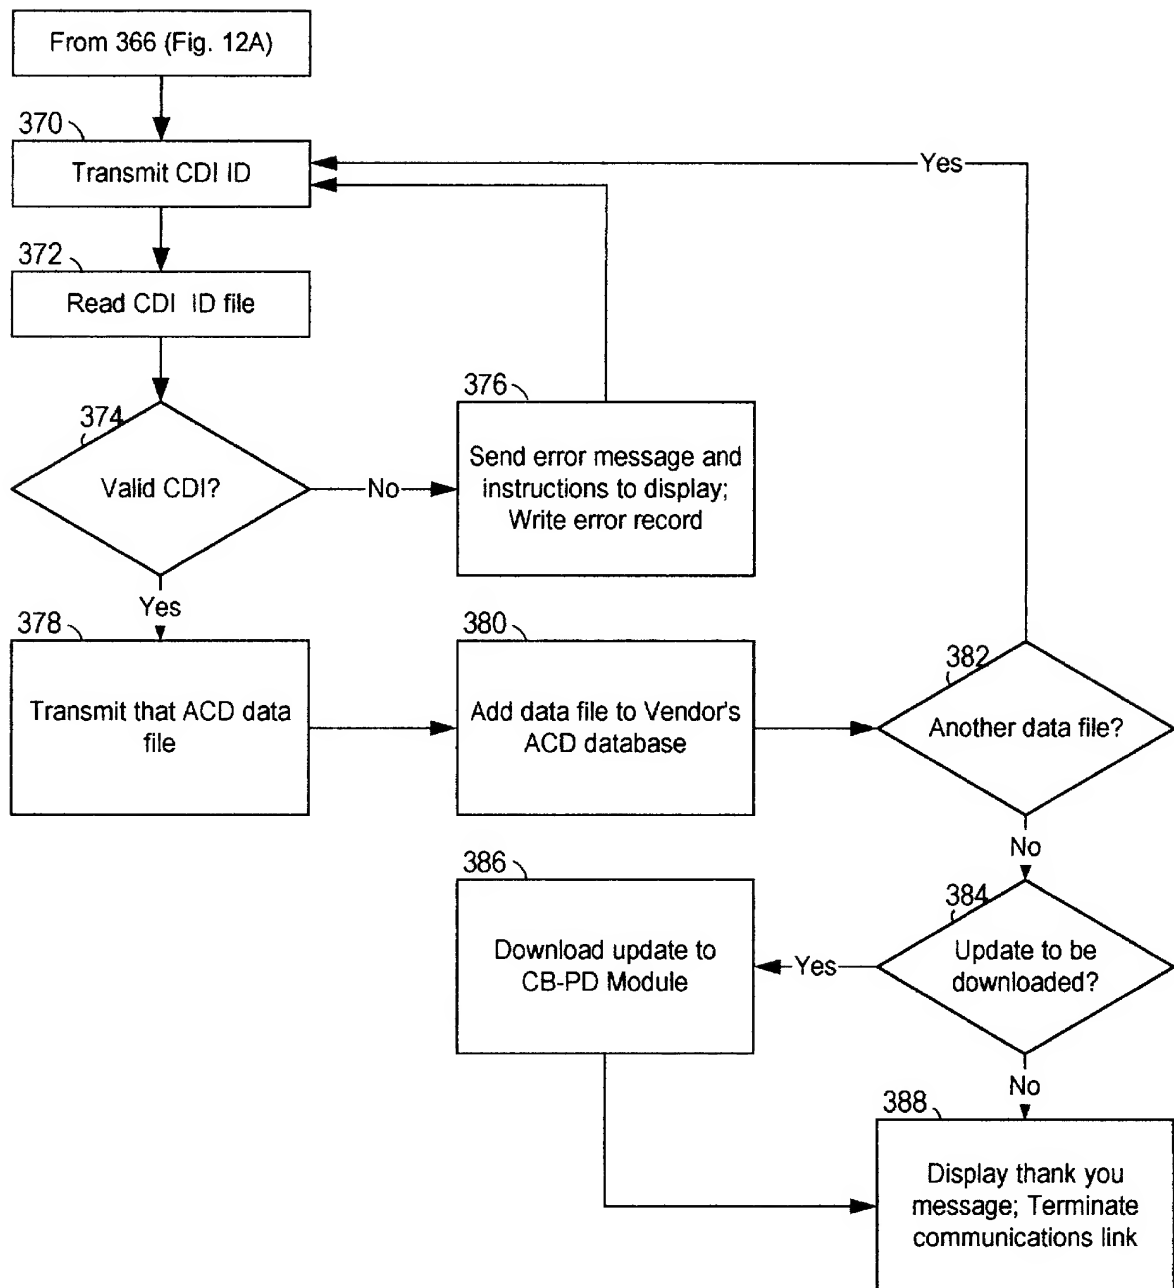 From 366 (Fig. 12A)
370
Transmit CDI ID
Yes
372
Read CDI ID file
374
Valid CDI?
No
376
Send error message and
instructions to display;
Write error record
Yes
378
Transmit that ACD data
file
380
Add data file to Vendor's
ACD database
382
Another data file?
No
384
Update to be
downloaded?
Yes
386
Download update to
CB-PD Module
No
388
Display thank you
message; Terminate
communications link